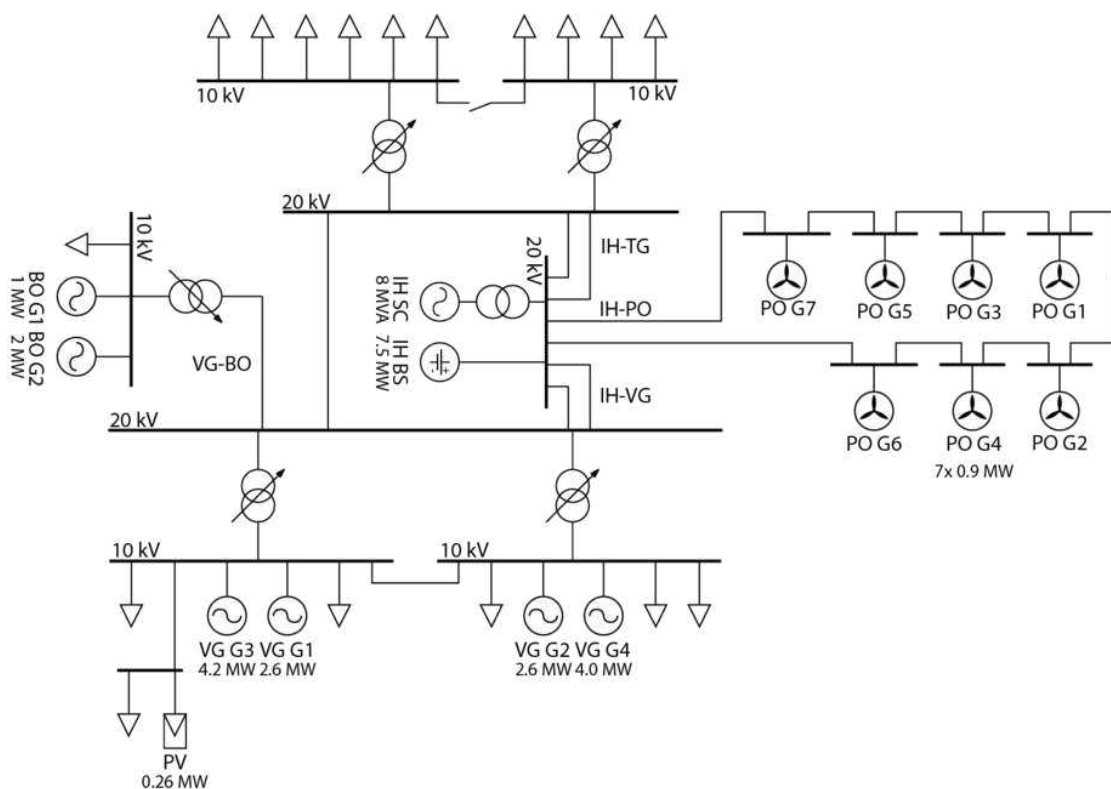 10 kV
10 kV
20 kV
10 kV
BO G1
1 MW
BO G2
2 MW
VG-BO
IH SC
8 MVA
IH BS
7.5 MW
20 kV
IH-TG
IH-PO
IH-VG
PO G7
PO G5
PO G3
PO G1
PO G6
PO G4
PO G2
7x 0.9 MW
20 kV
10 kV
10 kV
VG G3
4.2 MW
VG G1
2.6 MW
VG G2
2.6 MW
VG G4
4.0 MW
PV
0.26 MW